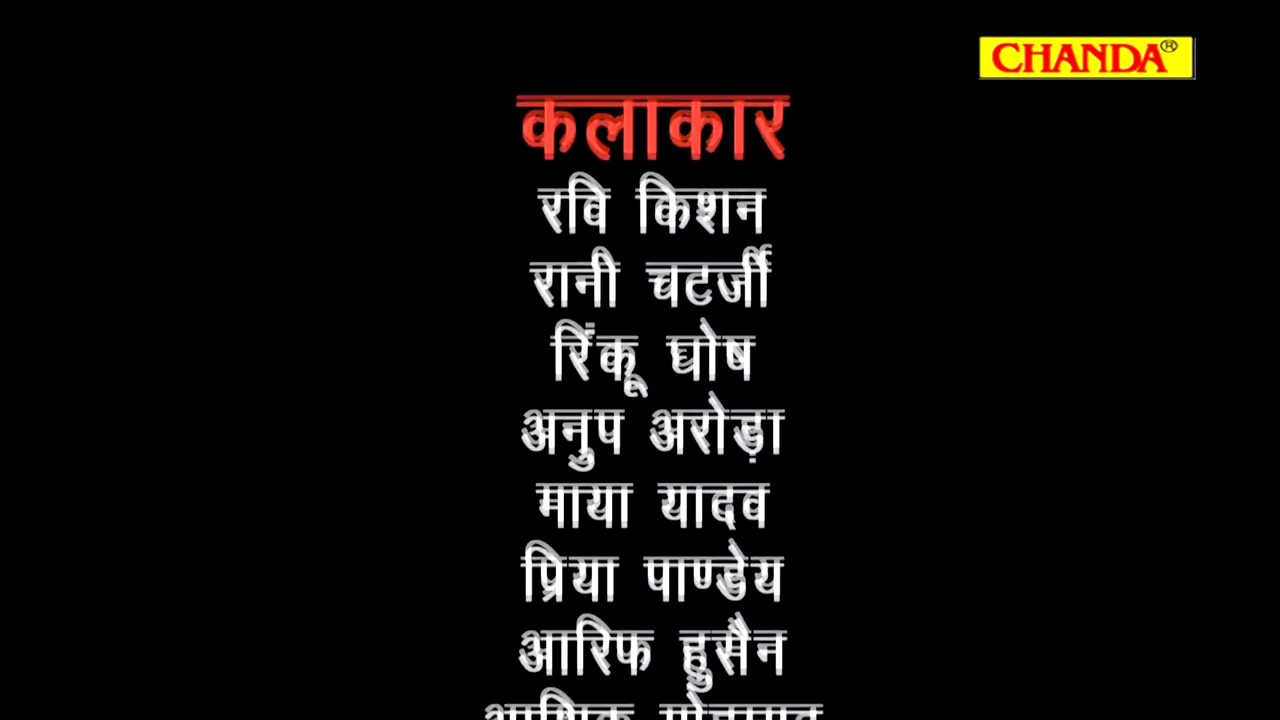 CHANDA®
कलाकार
रवि किशन
रानी चटर्जी
रिंकू घोष
अनुप अरोड़ा
माया यादव
प्रिया पाण्डेय
आरिफ हुसैन